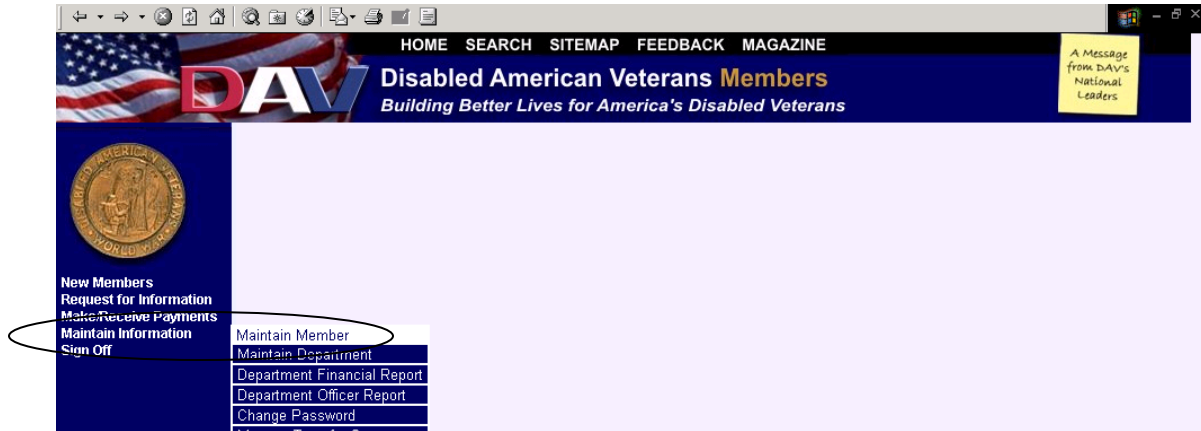 HOME SEARCH SITEMAP FEEDBACK MAGAZINE
DAV
Disabled American Veterans Members
Building Better Lives for America's Disabled Veterans
A Message
from DAV's
National
Leaders
DISABLED AMERICAN VETERANS
WORLD WAR
New Members
Request for Information
Make/Receive Payments
Maintain Information
Sign Off
Maintain Member
Maintain Department
Department Financial Report
Department Officer Report
Change Password